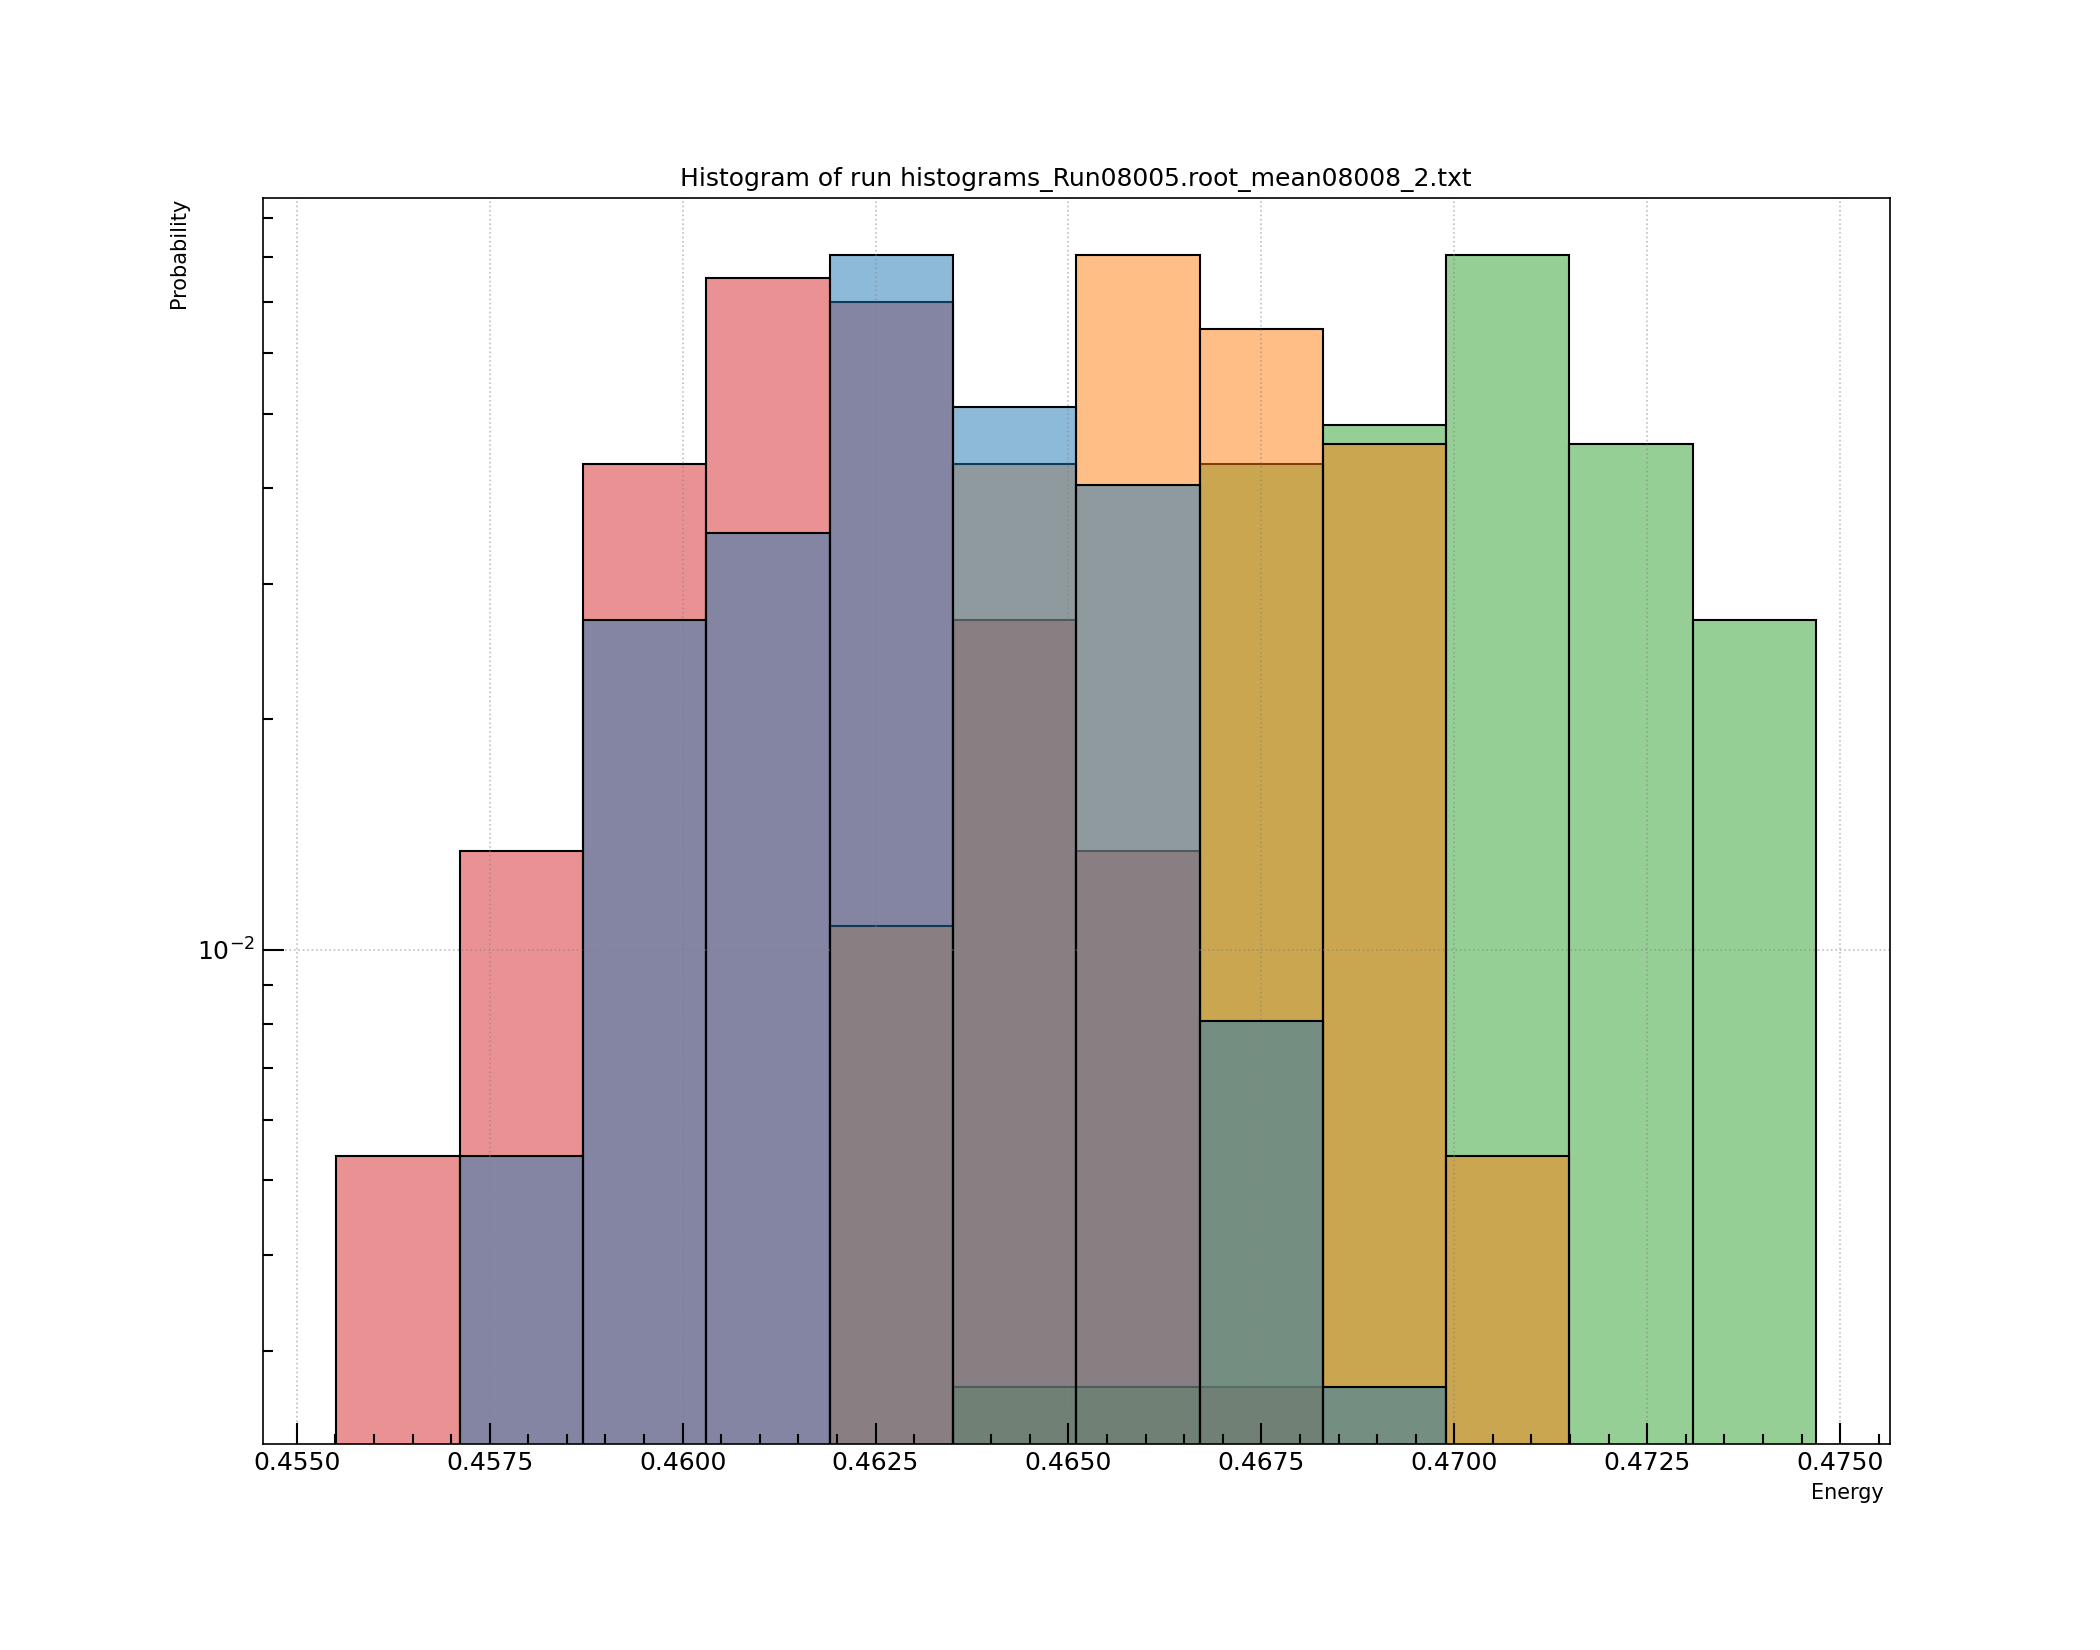 Histogram of run histograms_Run08005.root_mean08008_2.txt
Probability
10⁻²
0.4550 0.4575 0.4600 0.4625 0.4650 0.4675 0.4700 0.4725 0.4750
Energy